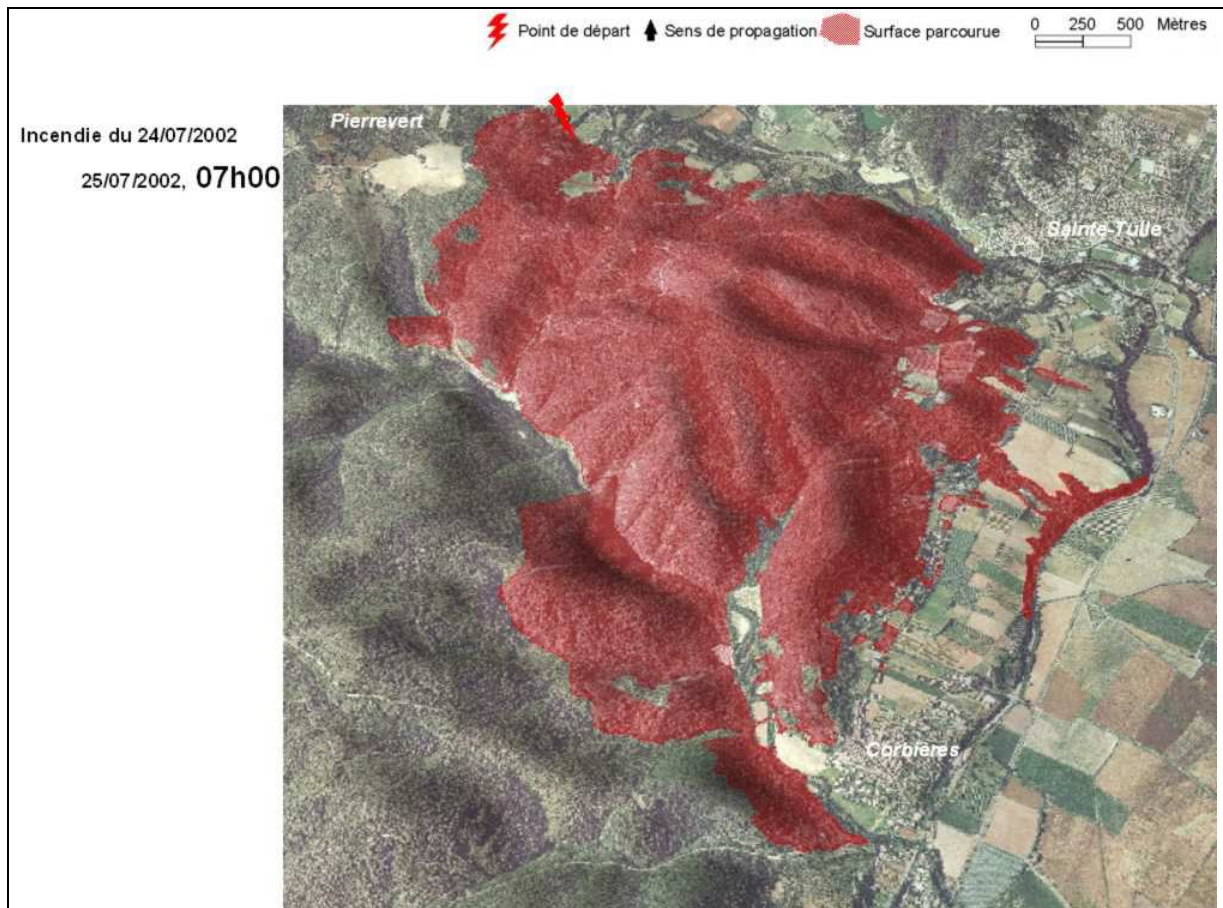 Point de départ Sens de propagation Surface parcourue 0 250 500 Mètres
Pierrevert
Incendie du 24/07/2002
25/07/2002, 07h00
Sainte-Tulle
Corbières